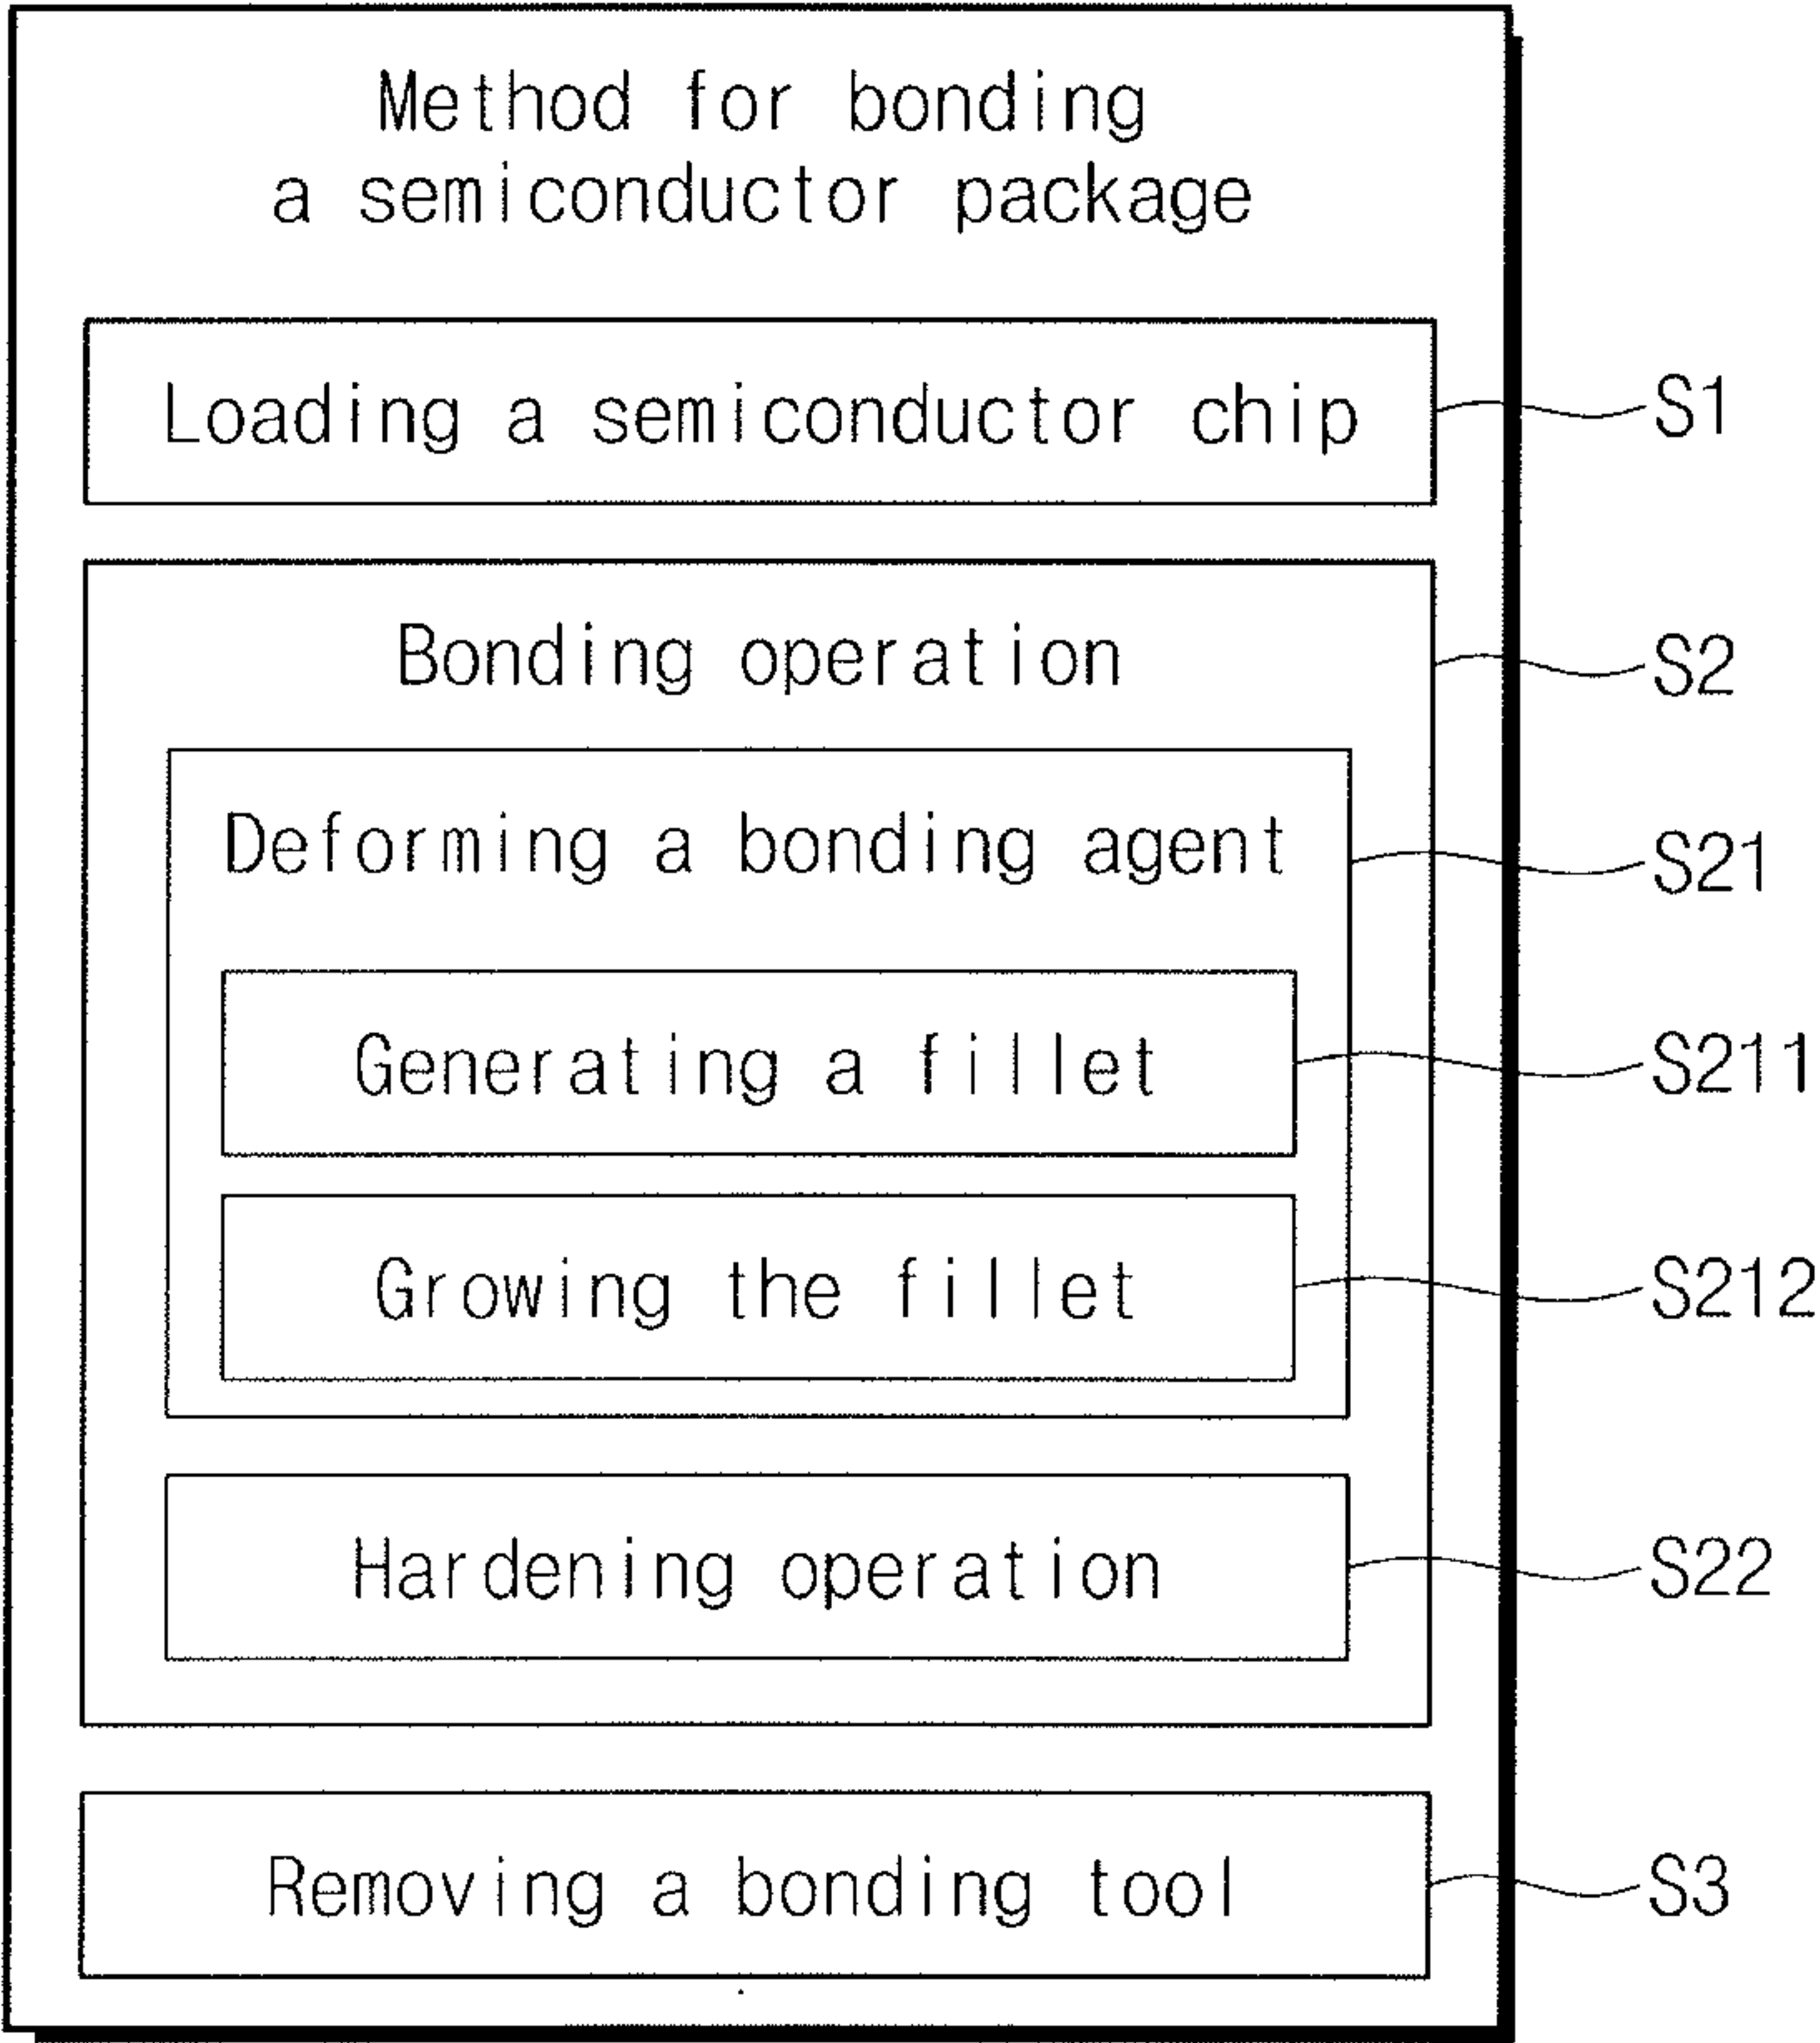 Method for bonding
a semiconductor package
Loading a semiconductor chip
S1
Bonding operation
S2
Deforming a bonding agent
S21
Generating a fillet
S211
Growing the fillet
S212
Hardening operation
S22
Removing a bonding tool
S3